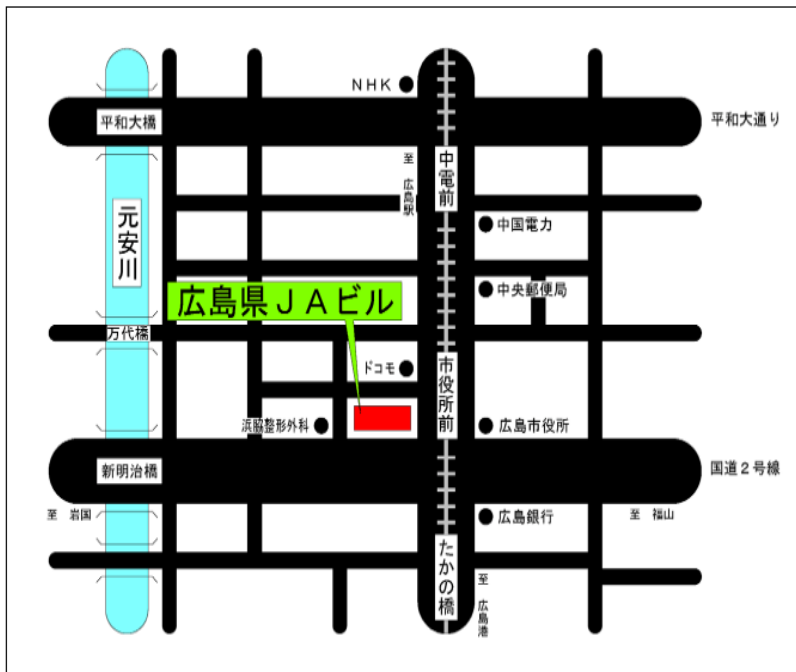 NHK
平和大橋
平和大通り
至 広島駅
中電前
元安川
中国電力
広島県JAビル
中央郵便局
万代橋
ドコモ
市役所前
浜脇整形外科
広島市役所
新明治橋
国道2号線
至 岩国
広島銀行
至 福山
たかの橋
至 広島港